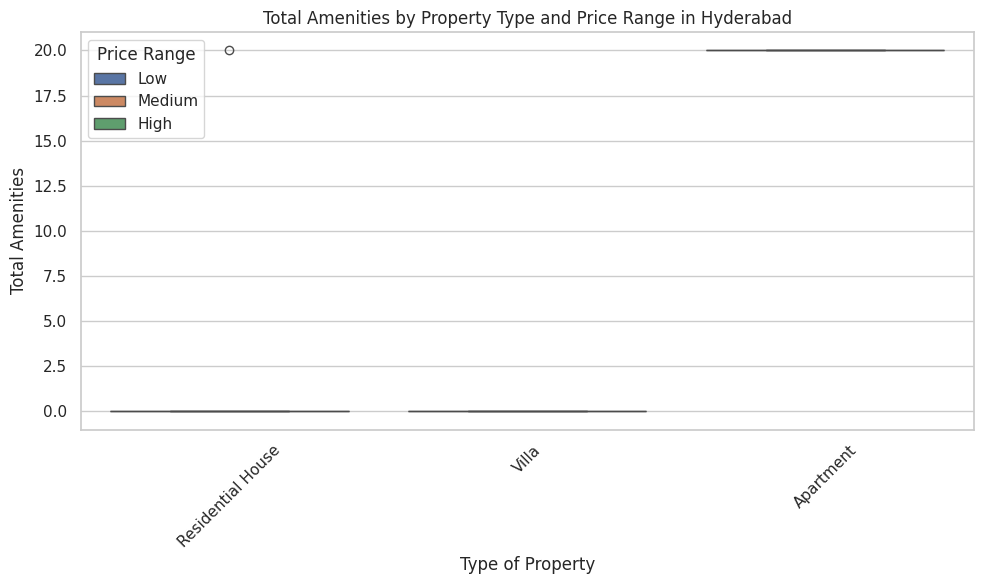 Total Amenities by Property Type and Price Range in Hyderabad
Price Range
Low
Medium
High
Total Amenities
20.0
17.5
15.0
12.5
10.0
7.5
5.0
2.5
0.0
Residential House
Villa
Apartment
Type of Property